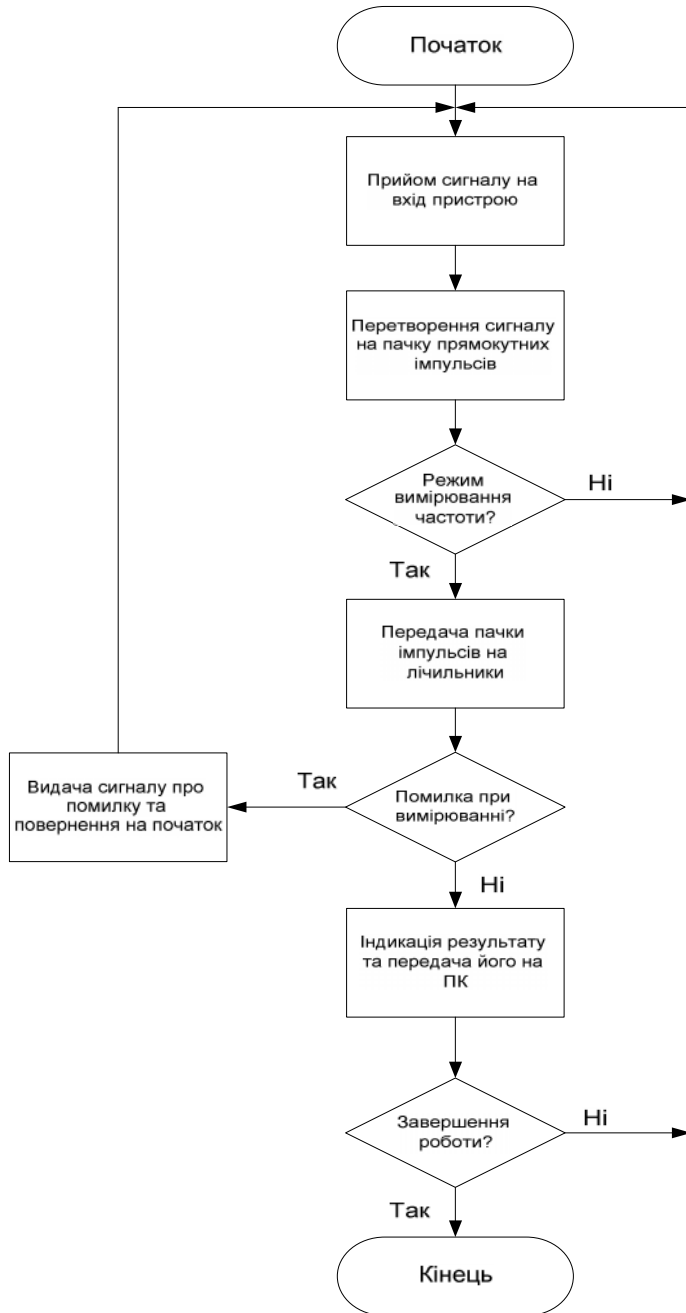 Початок
Прийом сигналу на
вхід пристрою
Перетворення сигналу
на пачку прямокутних
імпульсів
Режим
вимірювання
частоти?
Ні
Так
Передача пачки
імпульсів на
лічильники
Видача сигналу про
помилку та
повернення на початок
Так
Помилка при
вимірюванні?
Ні
Індикація результату
та передача його на
ПК
Завершення
роботи?
Ні
Так
Кінець